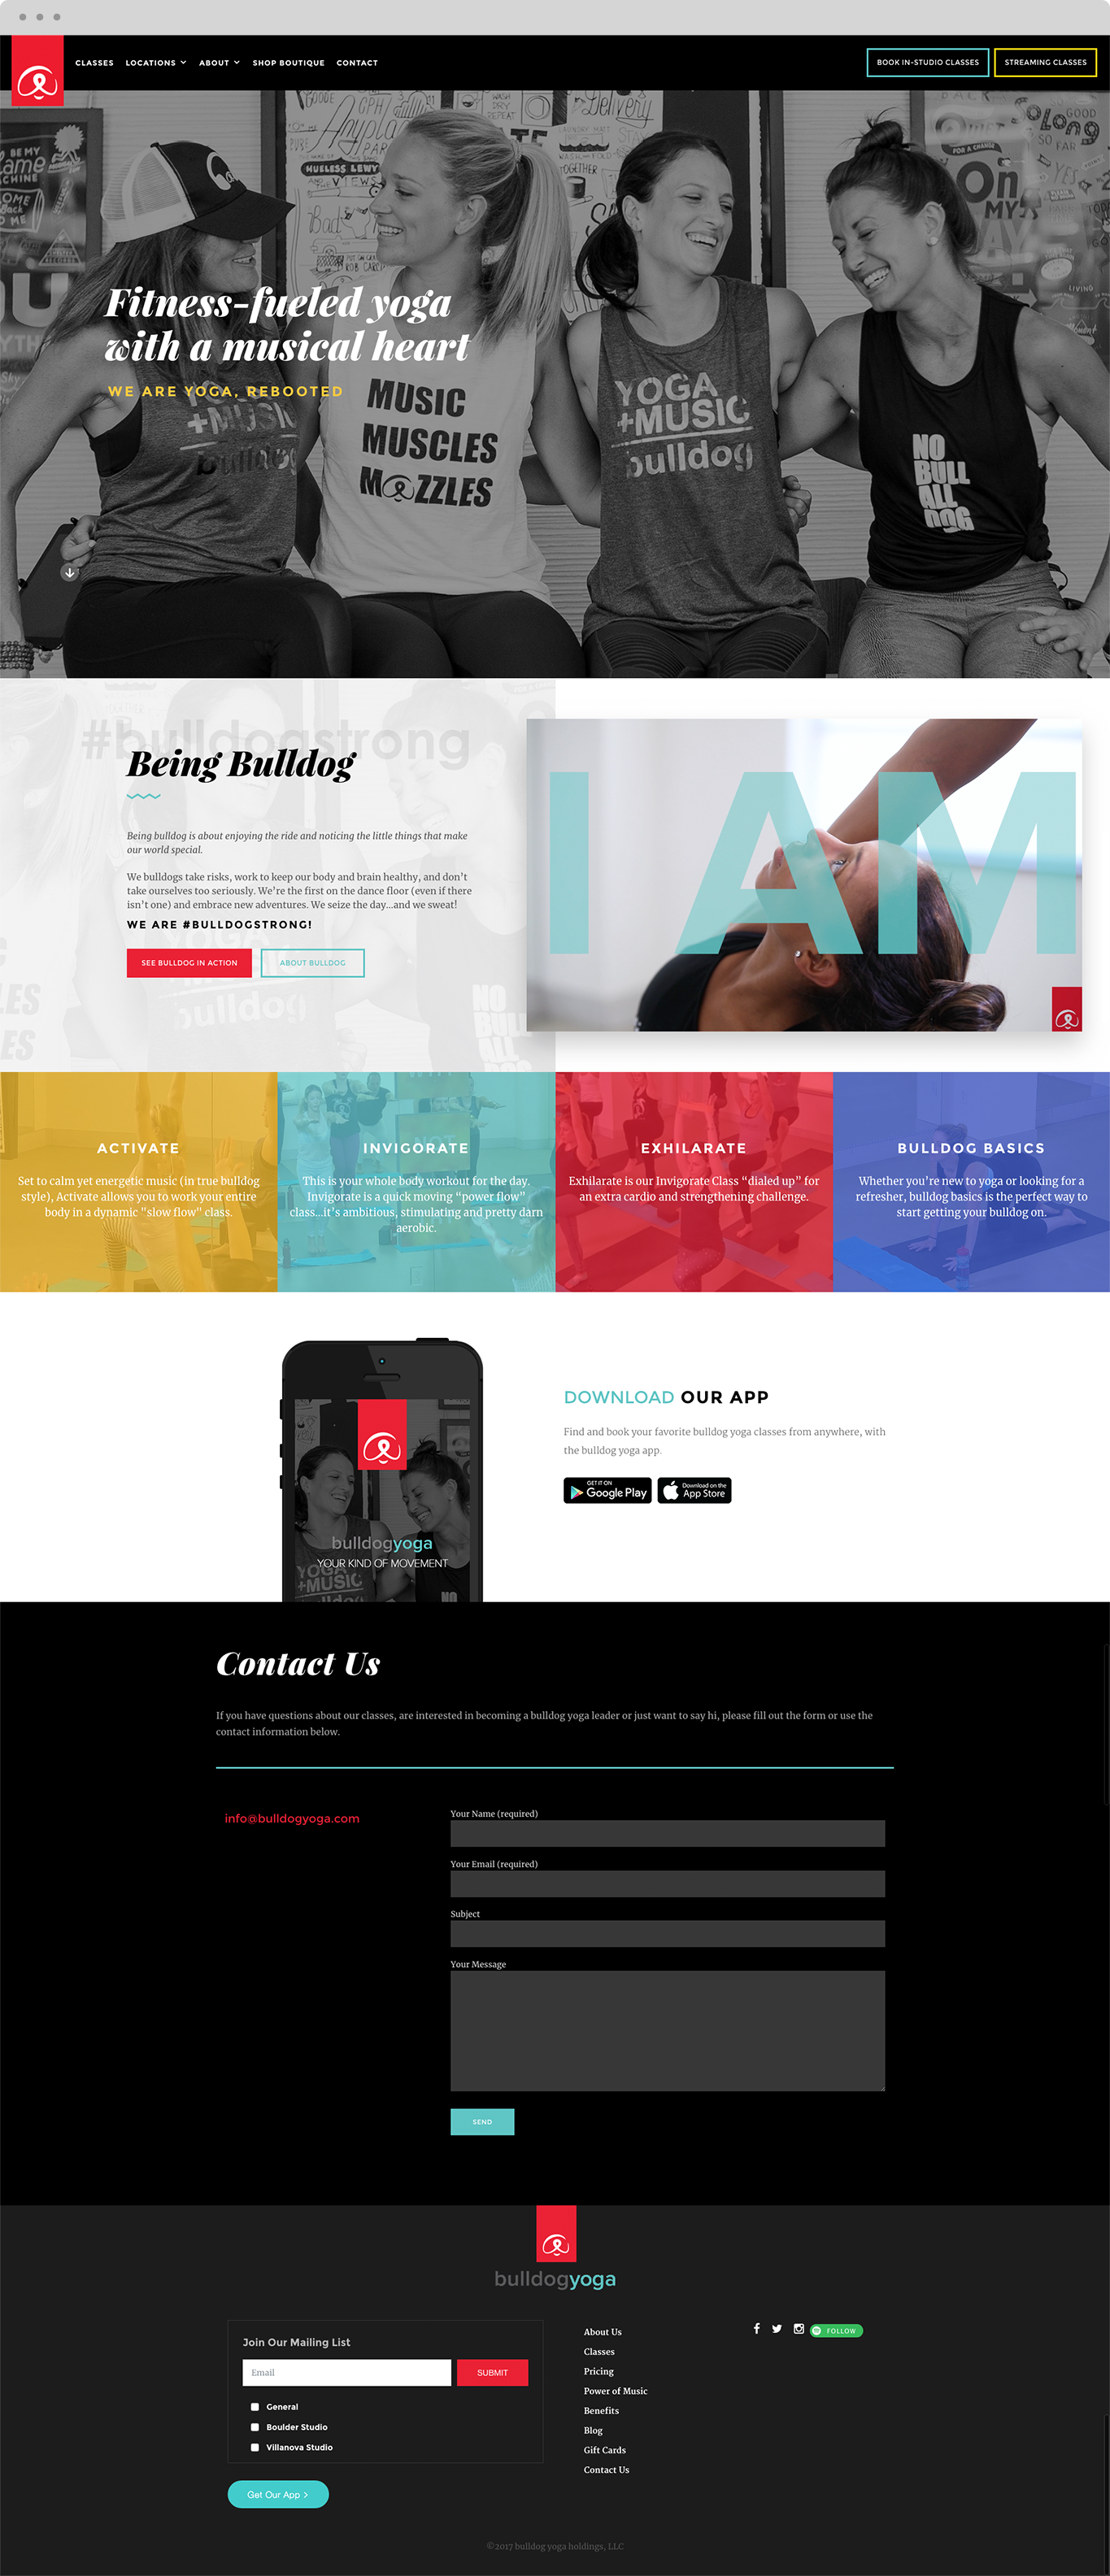 CLASSES LOCATIONS ABOUT SHOP BOUTIQUE CONTACT
BOOK IN-STUDIO CLASSES STREAMING CLASSES
Fitness-fueled yoga
with a musical heart
WE ARE YOGA, REBOOTED
YOGA
+MUSIC
bulldog
MUSIC
MUSCLES
M ZZLES
YOGA
+MUSIC
bulldog
NO
BULL
ALL
DOG
#bulldogstrong
Being Bulldog
Being bulldog is about enjoying the ride and noticing the little things that make
our world special.
We bulldogs take risks, work to keep our body and brain healthy, and don’t
take ourselves too seriously. We’re the first on the dance floor (even if there
isn’t one) and embrace new adventures. We seize the day...and we sweat!
WE ARE #BULLDOGSTRONG!
SEE BULLDOG IN ACTION ABOUT BULLDOG
I AM
ACTIVATE
Set to calm yet energetic music (in true bulldog
style), Activate allows you to work your entire
body in a dynamic "slow flow" class.
INVIGORATE
This is your whole body workout for the day.
Invigorate is a quick moving “power flow”
class...it’s ambitious, stimulating and pretty darn
aerobic.
EXHILARATE
Exhilarate is our Invigorate Class “dialed up” for
an extra cardio and strengthening challenge.
BULLDOG BASICS
Whether you’re new to yoga or looking for a
refresher, bulldog basics is the perfect way to
start getting your bulldog on.
bulldogyoga
YOUR KIND OF MOVEMENT
YOGA
+MUSIC
bulldog
NO
DOWNLOAD OUR APP
Find and book your favorite bulldog yoga classes from anywhere, with
the bulldog yoga app.
GET IT ON
Google Play
Download on the
App Store
Contact Us
If you have questions about our classes, are interested in becoming a bulldog yoga leader or just want to say hi, please fill out the form or use the
contact information below.
info@bulldogyoga.com
Your Name (required)
Your Email (required)
Subject
Your Message
SEND
bulldogyoga
Join Our Mailing List
Email SUBMIT
General
Boulder Studio
Villanova Studio
Get Our App >
About Us
Classes
Pricing
Power of Music
Benefits
Blog
Gift Cards
Contact Us
FOLLOW
©2017 bulldog yoga holdings, LLC